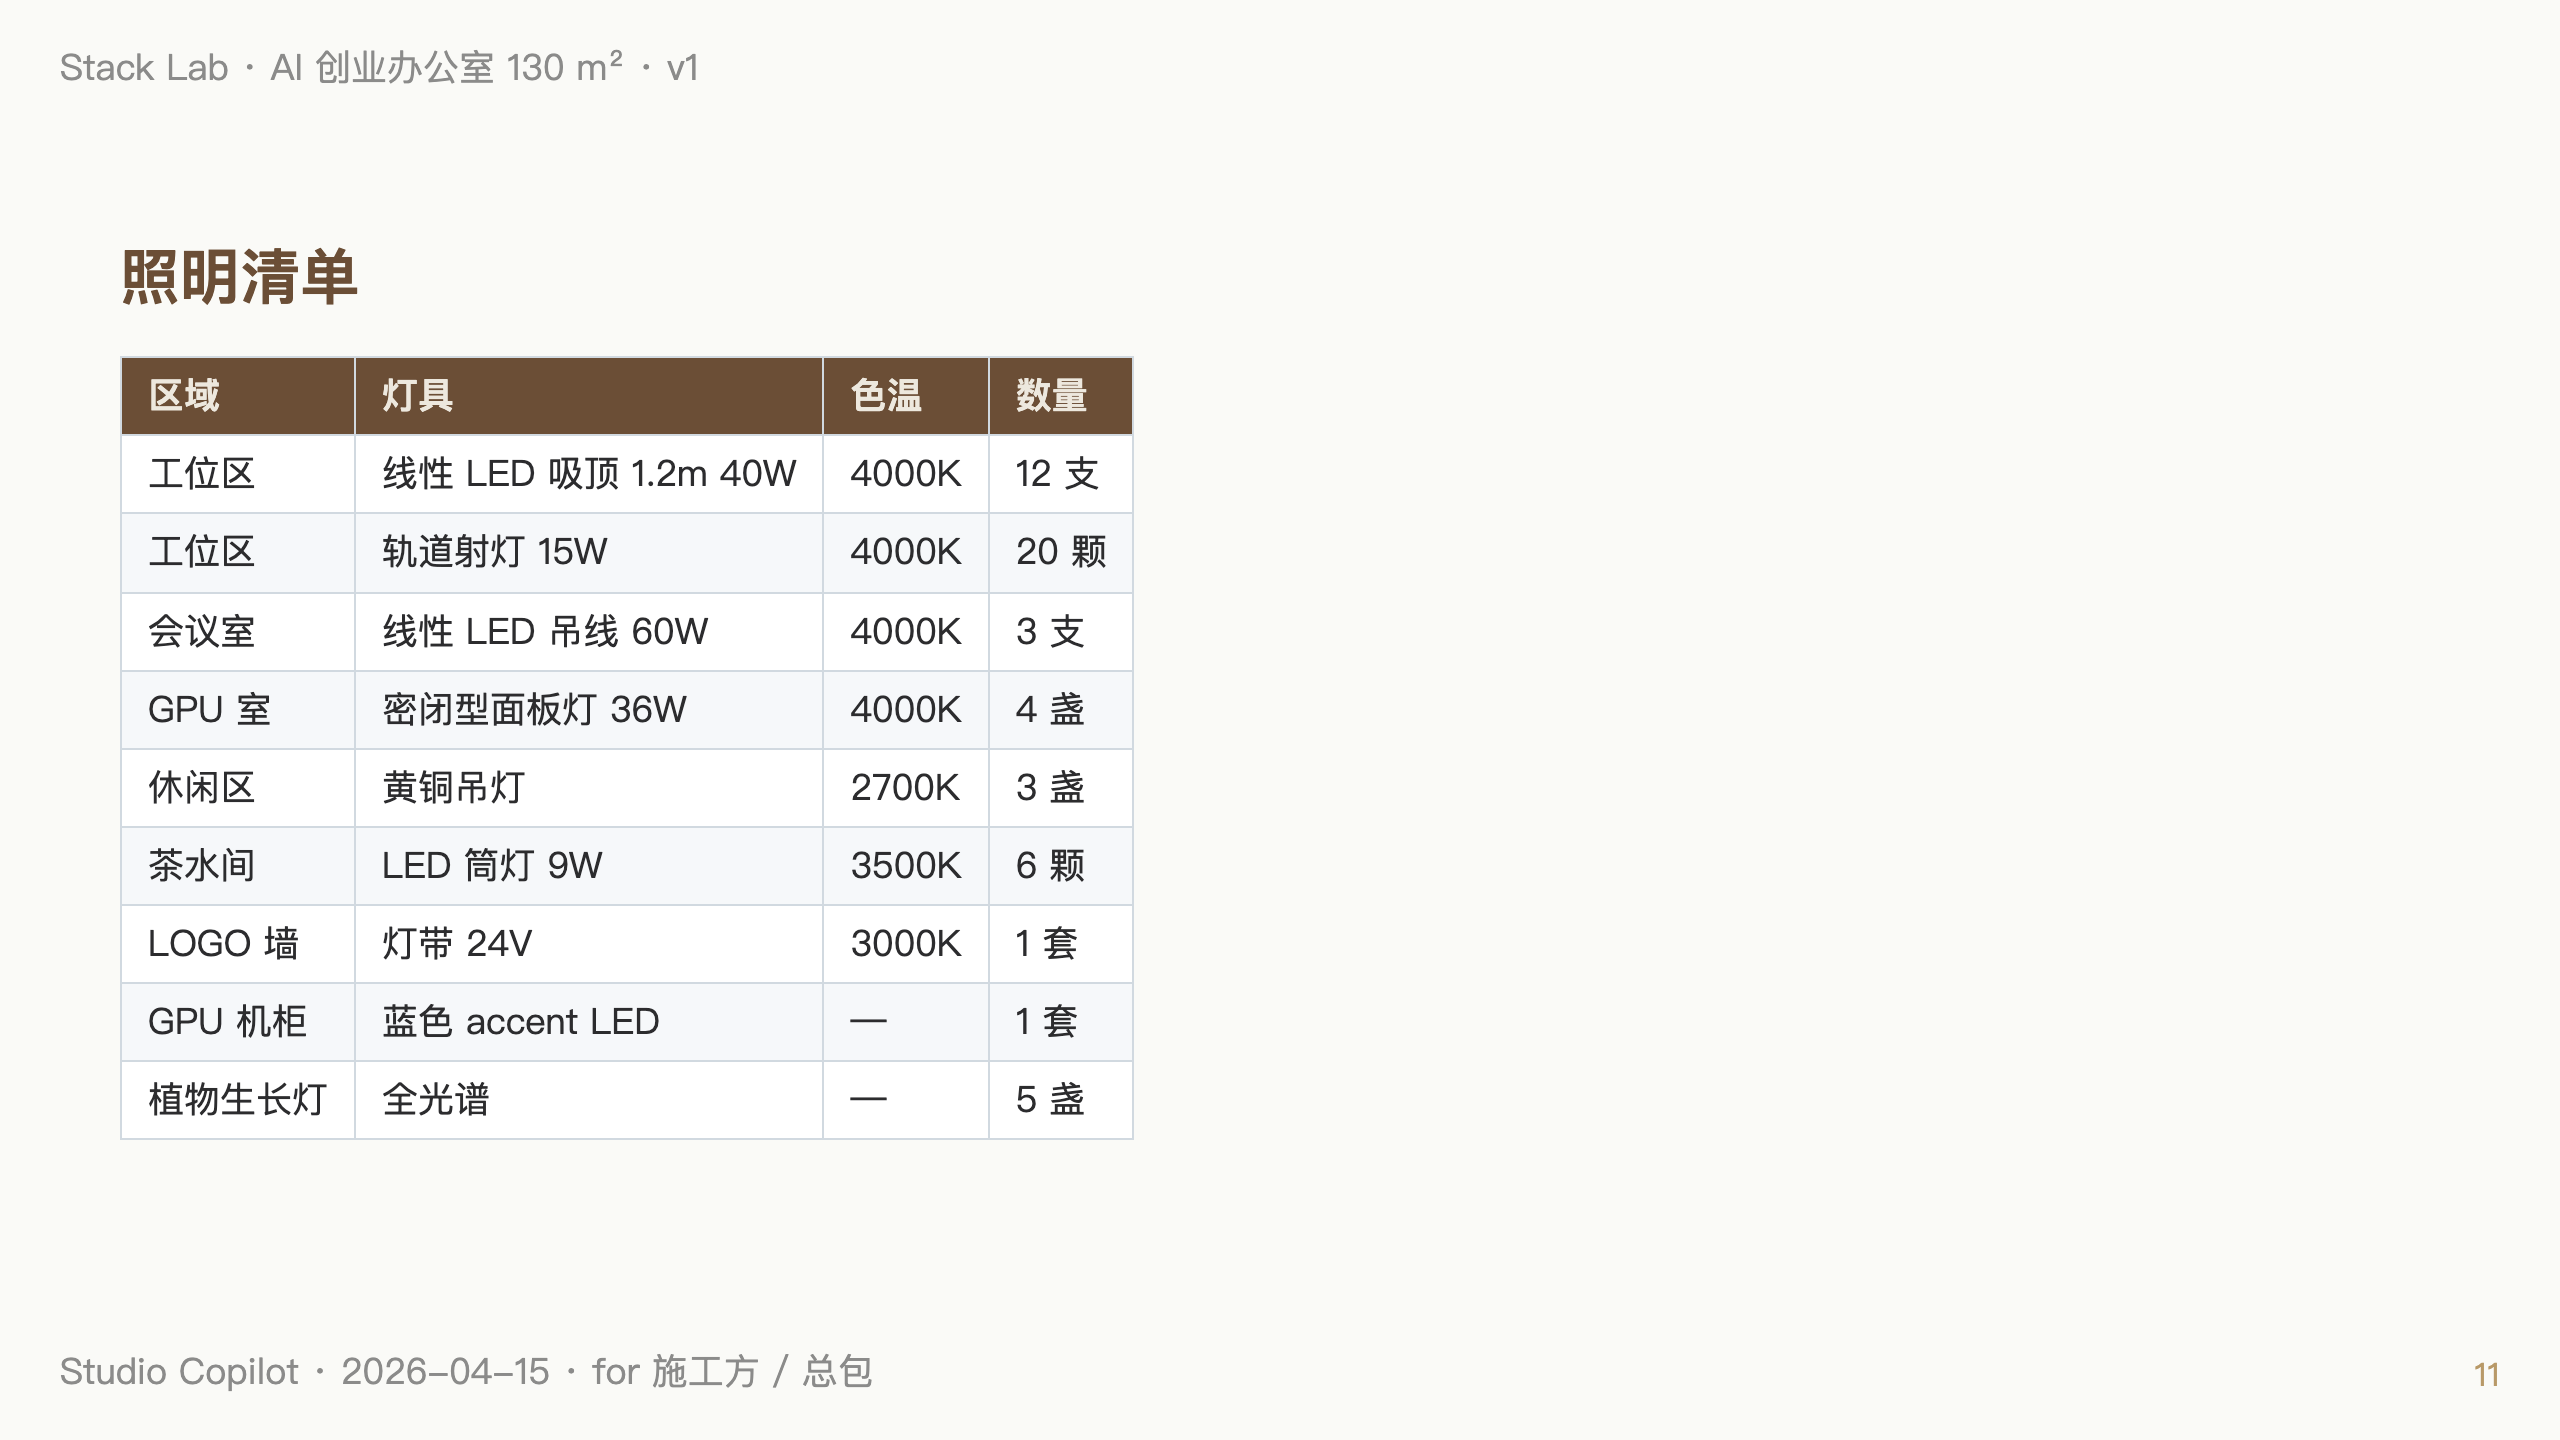 Stack Lab · AI 创业办公室 130 m² · v1
照明清单
区域 灯具 色温 数量
工位区 线性 LED 吸顶 1.2m 40W 4000K 12 支
工位区 轨道射灯 15W 4000K 20 颗
会议室 线性 LED 吊线 60W 4000K 3 支
GPU 室 密闭型面板灯 36W 4000K 4 盏
休闲区 黄铜吊灯 2700K 3 盏
茶水间 LED 筒灯 9W 3500K 6 颗
LOGO 墙 灯带 24V 3000K 1 套
GPU 机柜 蓝色 accent LED — 1 套
植物生长灯 全光谱 — 5 盏
Studio Copilot · 2026-04-15 · for 施工方 / 总包
11